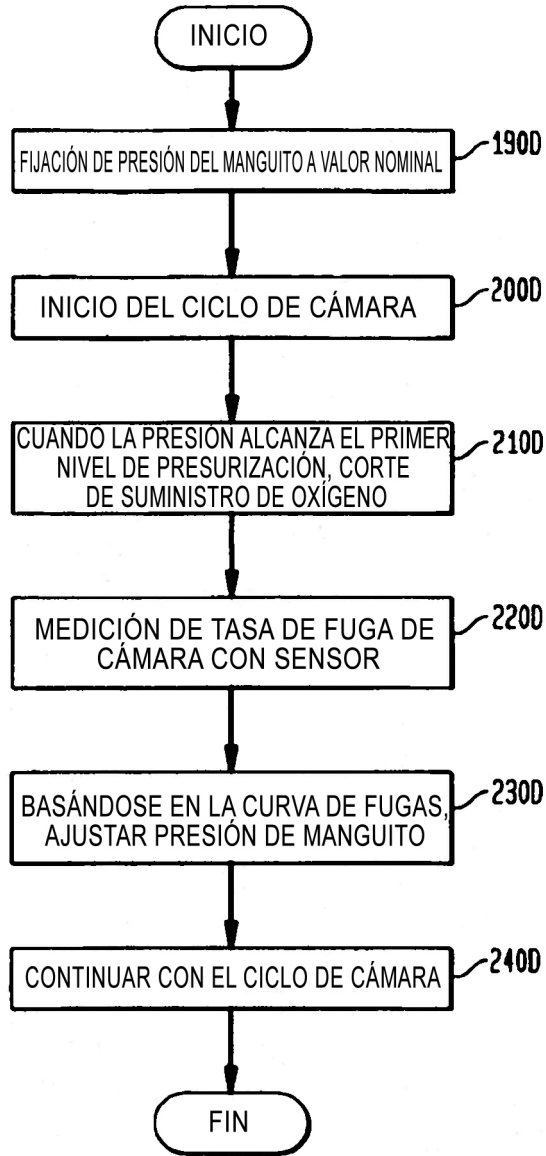 INICIO
FIJACIÓN DE PRESIÓN DEL MANGUITO A VALOR NOMINAL
190D
INICIO DEL CICLO DE CÁMARA
200D
CUANDO LA PRESIÓN ALCANZA EL PRIMER
NIVEL DE PRESURIZACIÓN, CORTE
DE SUMINISTRO DE OXÍGENO
210D
MEDICIÓN DE TASA DE FUGA DE
CÁMARA CON SENSOR
220D
BASÁNDOSE EN LA CURVA DE FUGAS,
AJUSTAR PRESIÓN DE MANGUITO
230D
CONTINUAR CON EL CICLO DE CÁMARA
240D
FIN